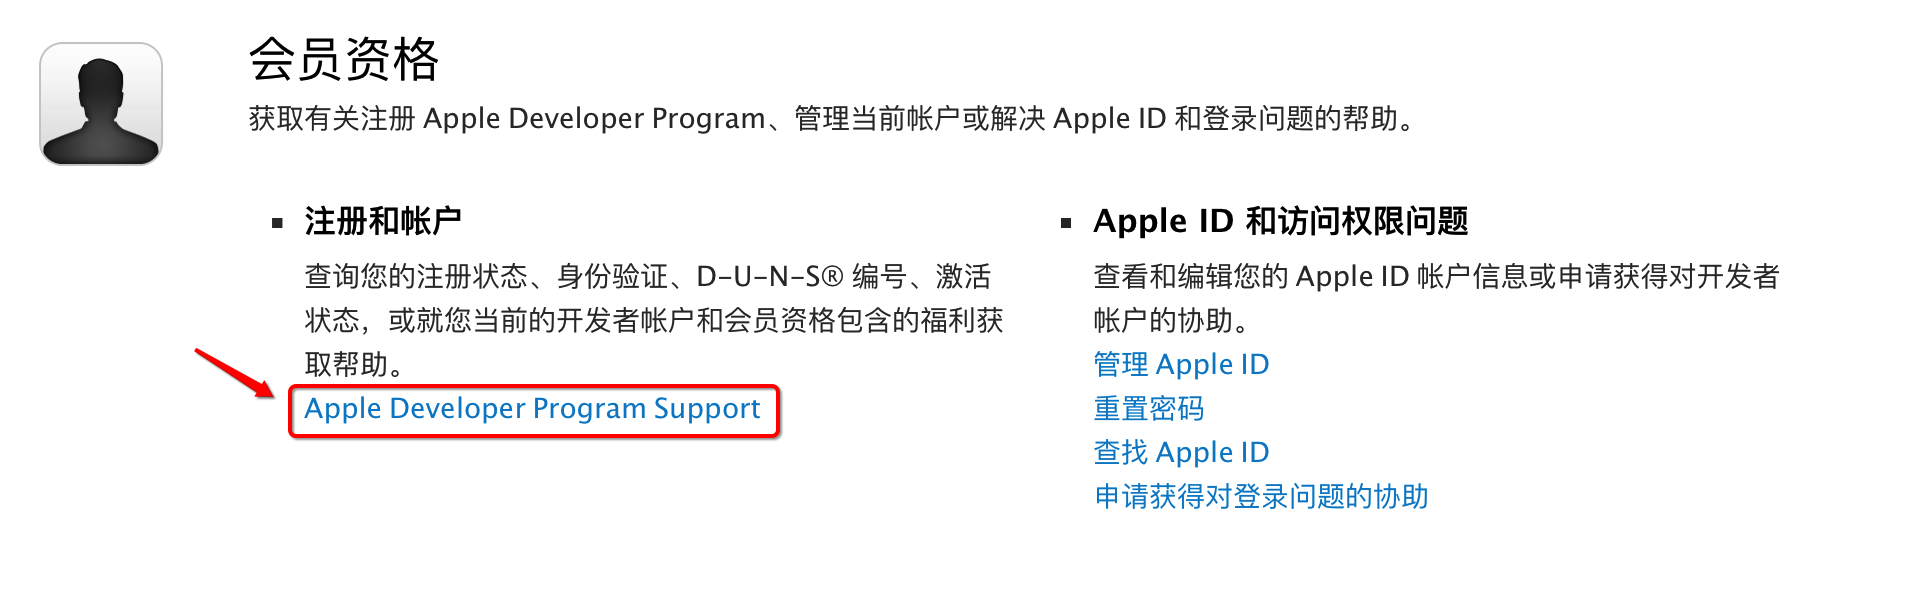 会员资格
获取有关注册 Apple Developer Program、管理当前帐户或解决 Apple ID 和登录问题的帮助。
▪ 注册和帐户
查询您的注册状态、身份验证、D-U-N-S® 编号、激活
状态，或就您当前的开发者帐户和会员资格包含的福利获
取帮助。
Apple Developer Program Support
▪ Apple ID 和访问权限问题
查看和编辑您的 Apple ID 帐户信息或申请获得对开发者
帐户的协助。
管理 Apple ID
重置密码
查找 Apple ID
申请获得对登录问题的协助